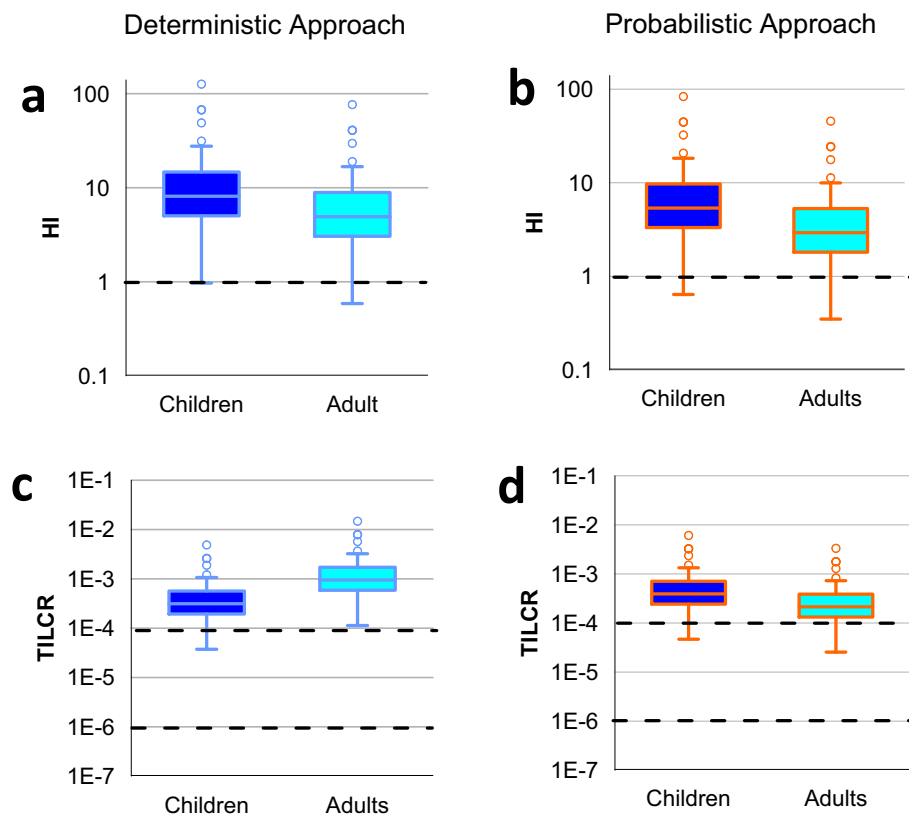 Deterministic Approach
Probabilistic Approach
a
HI
100
10
1
0.1
Children
Adult
b
HI
100
10
1
0.1
Children
Adults
c
TILCR
1E-1
1E-2
1E-3
1E-4
1E-5
1E-6
1E-7
Children
Adults
d
TILCR
1E-1
1E-2
1E-3
1E-4
1E-5
1E-6
1E-7
Children
Adults